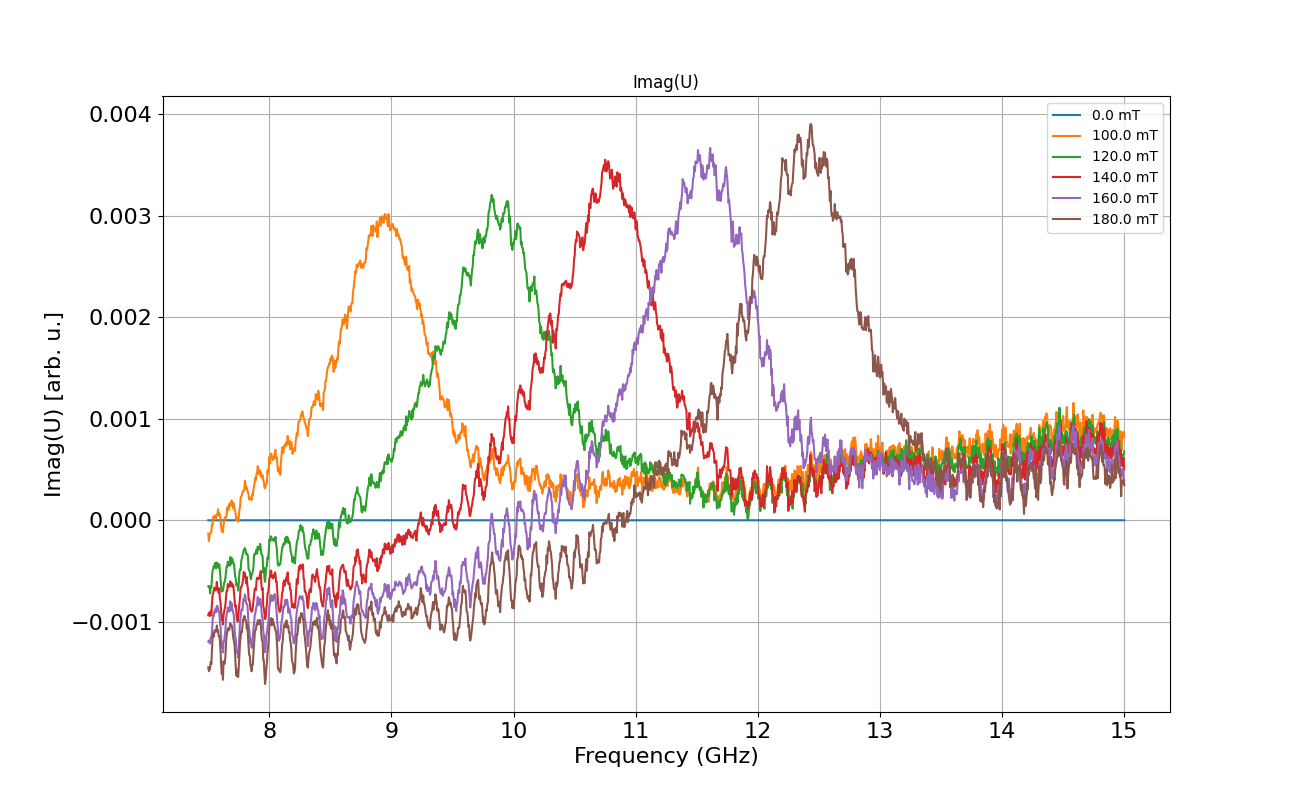 Imag(U)
0.004
0.003
0.002
0.001
0.000
−0.001
Imag(U) [arb. u.]
8 9 10 11 12 13 14 15
Frequency (GHz)
0.0 mT
100.0 mT
120.0 mT
140.0 mT
160.0 mT
180.0 mT